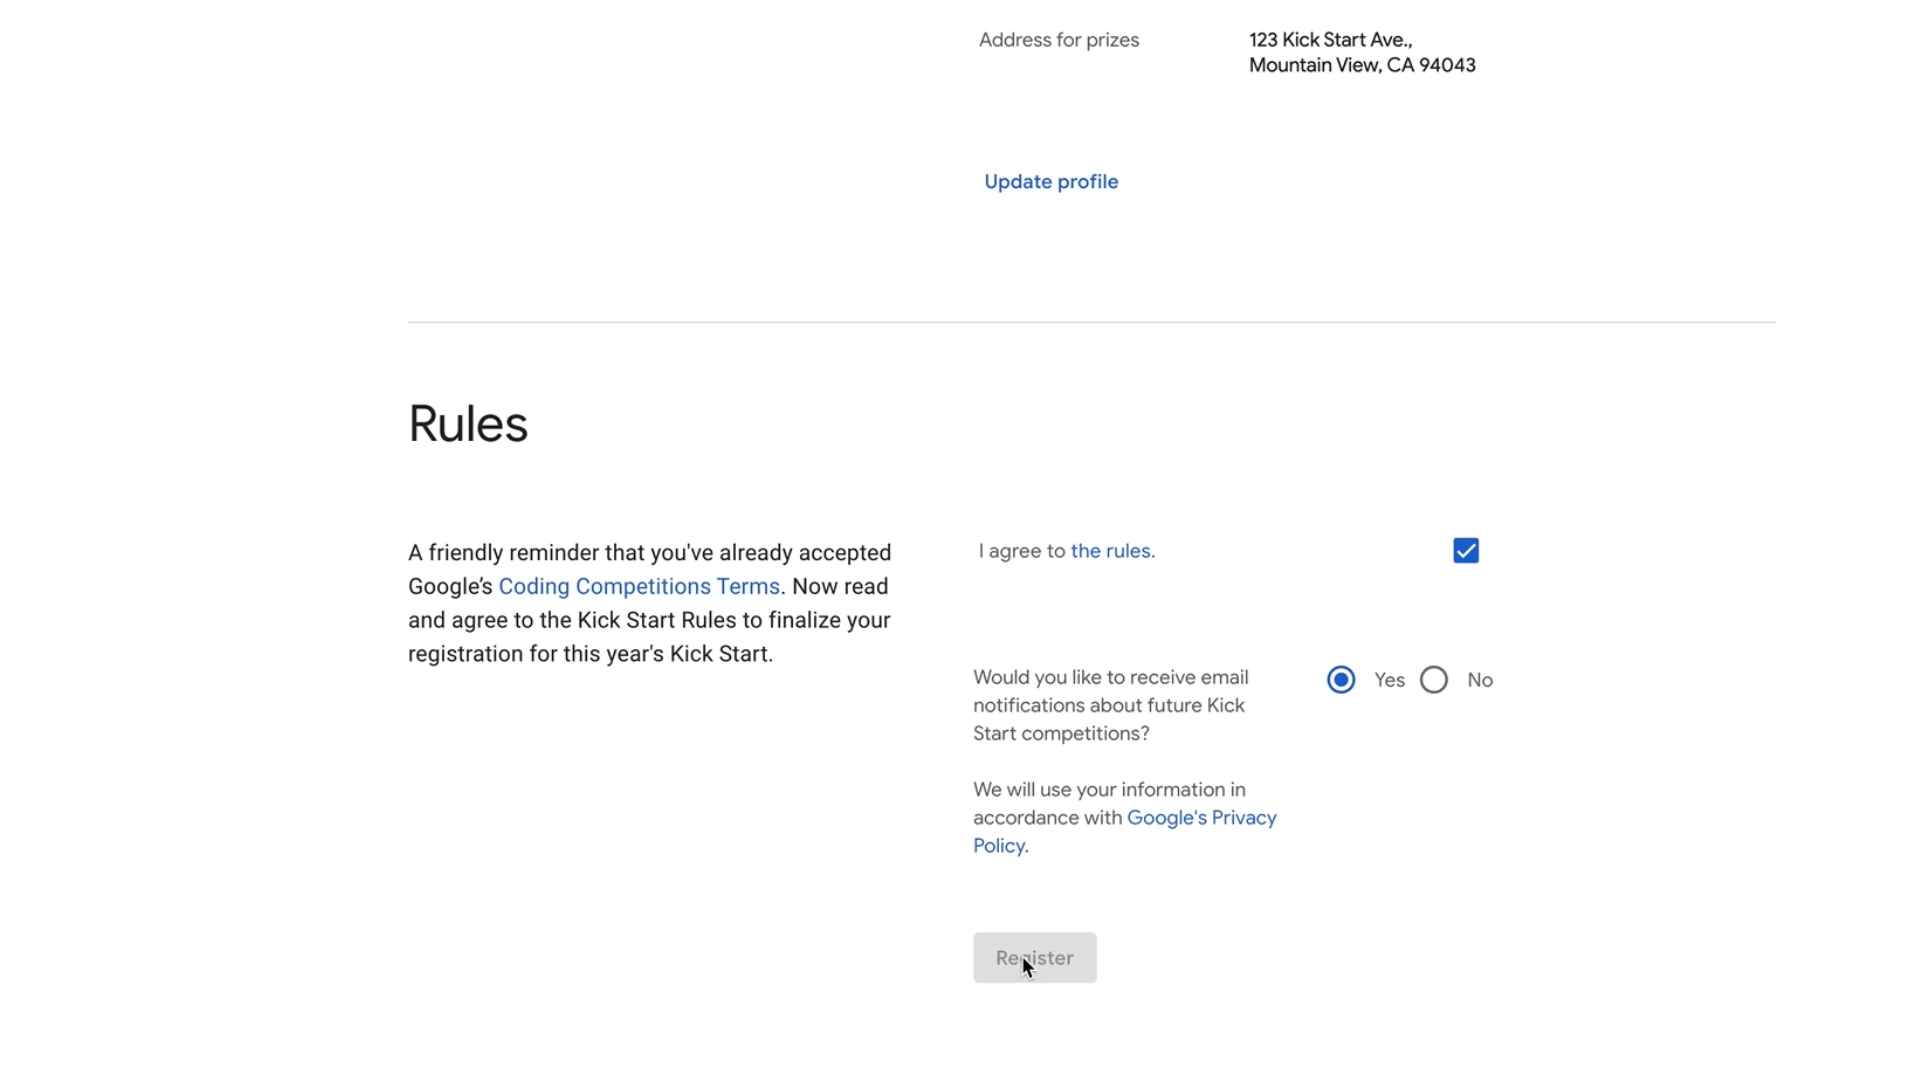 Address for prizes
123 Kick Start Ave.,
Mountain View, CA 94043
Update profile
Rules
A friendly reminder that you've already accepted
Google’s Coding Competitions Terms. Now read
and agree to the Kick Start Rules to finalize your
registration for this year's Kick Start.
I agree to the rules.
Would you like to receive email
notifications about future Kick
Start competitions?
Yes No
We will use your information in
accordance with Google's Privacy
Policy.
Register